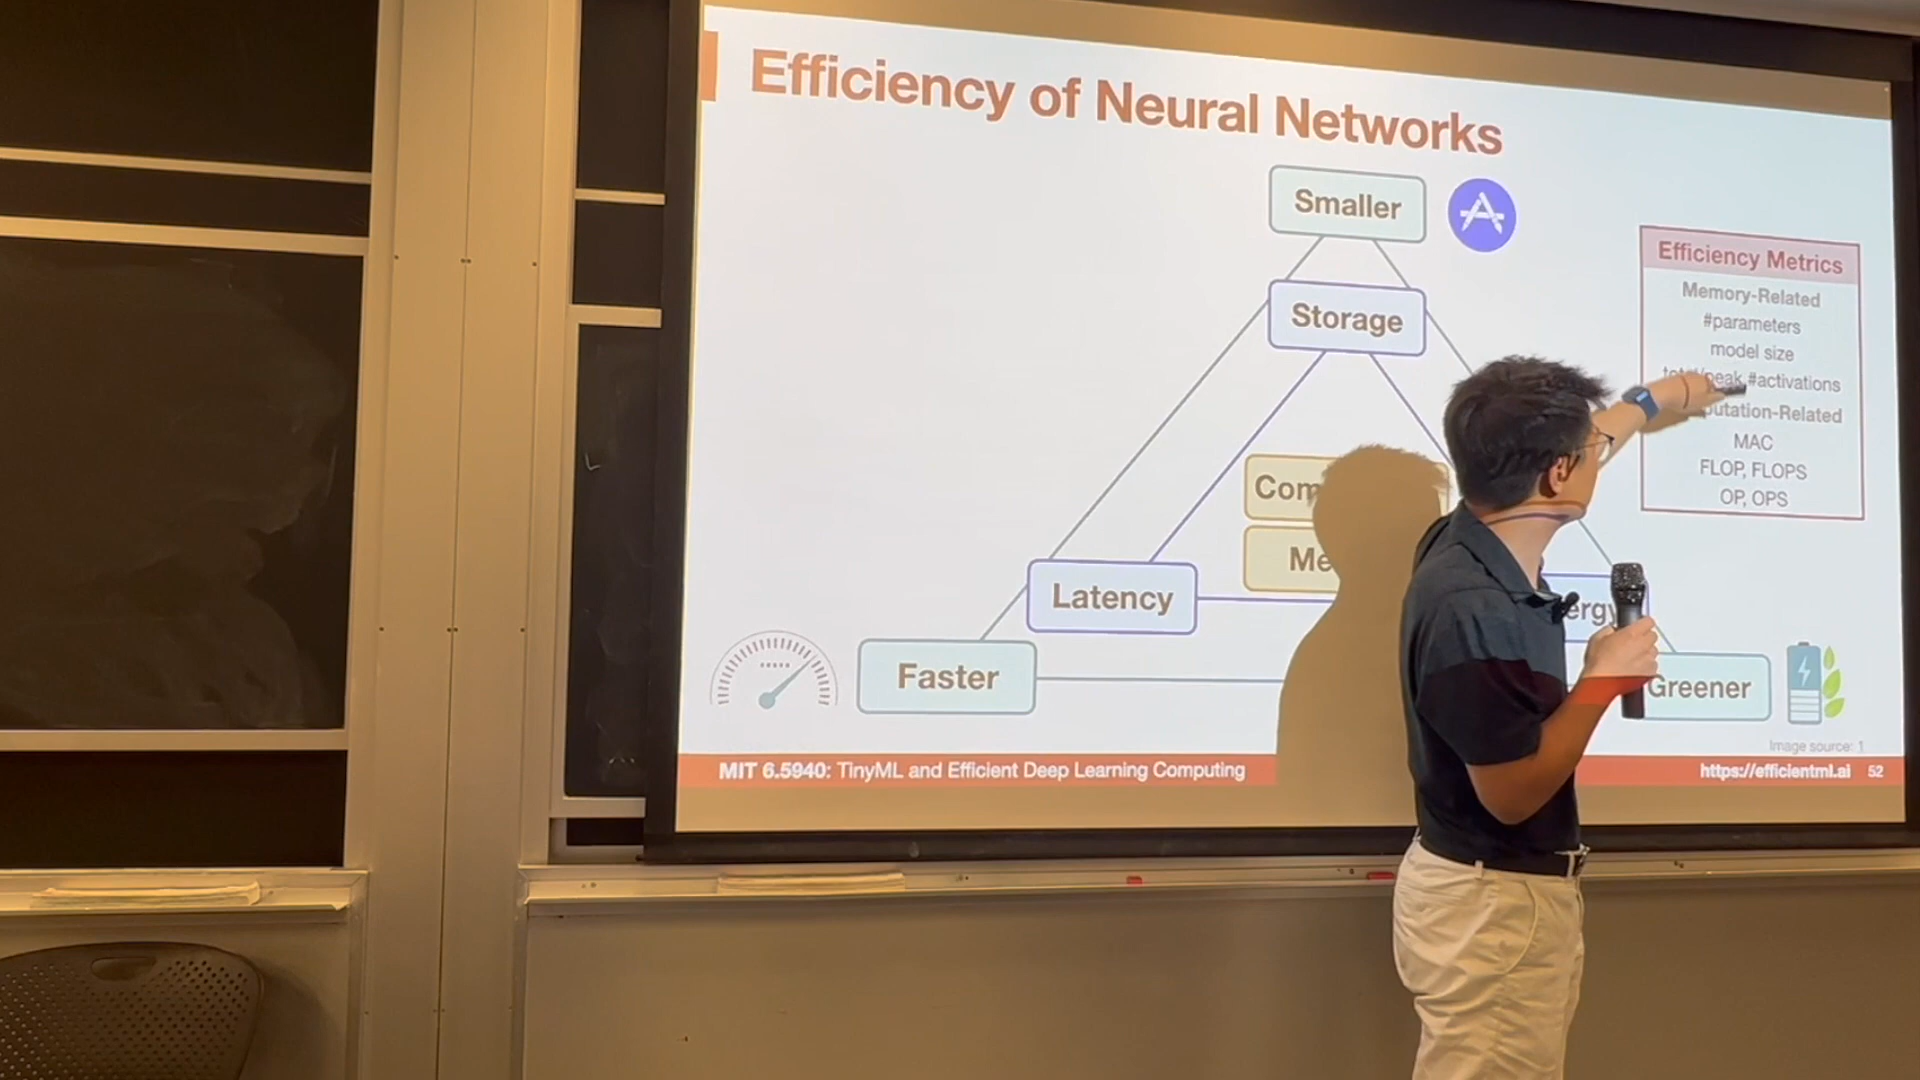 Efficiency of Neural Networks
Smaller
Storage
Latency
Faster
Greener
Efficiency Metrics
Memory-Related
#parameters
model size
#activations
MAC
FLOP, FLOPS
OP, OPS
Image source: 1
MIT 6.5940: TinyML and Efficient Deep Learning Computing
https://efficientml.ai 52